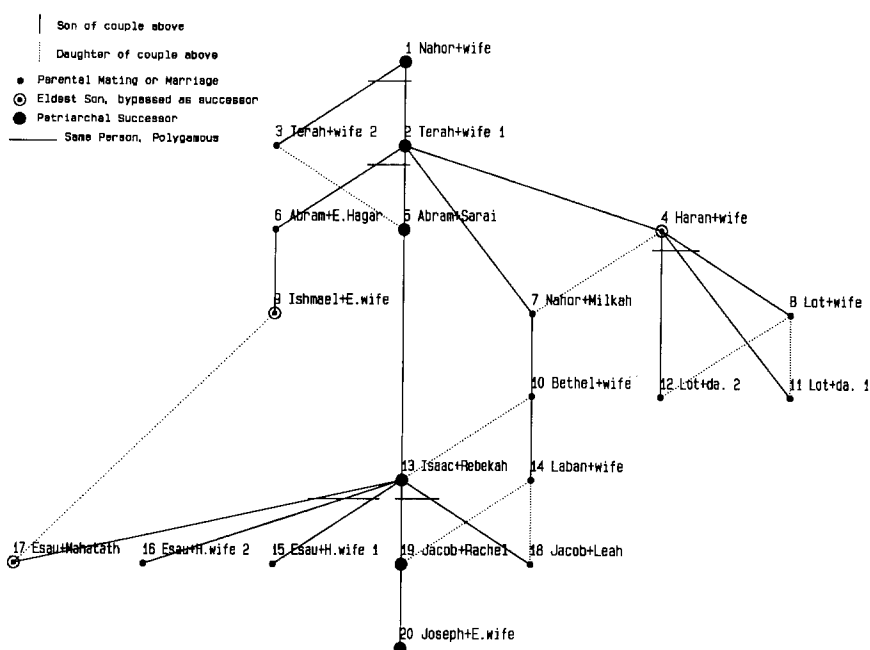 Son of couple above
Daughter of couple above
Parental Mating or Marriage
Eldest Son, bypassed as successor
Patriarchal Successor
Same Person, Polygamous
1 Nahor+wife
3 Terah+wife 2
2 Terah+wife 1
6 Abram+E.Hagar
5 Abram+Sarai
4 Haran+wife
9 Ishmael+E.wife
7 Nahor+Milkah
8 Lot+wife
10 Bethel+wife
12 Lot+da. 2
11 Lot+da. 1
13 Isaac+Rebekah
14 Laban+wife
17 Esau+Mahatath
16 Esau+H.wife 2
15 Esau+H.wife 1
19 Jacob+Rachel
18 Jacob+Leah
20 Joseph+E.wife